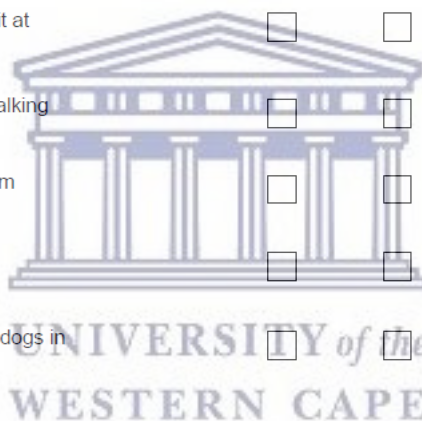 t at
alking
m
dogs in
UNIVERSITY of the
WESTERN CAPE